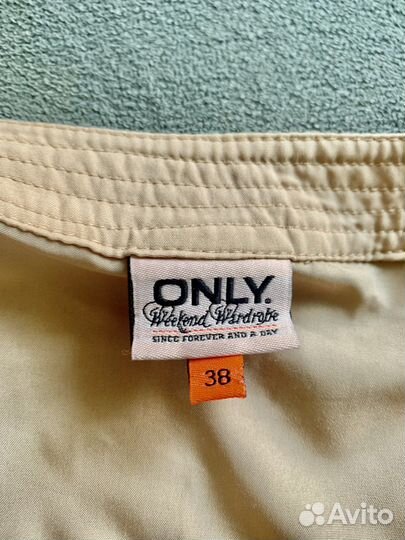 ONLY.
Weekend Wardrobe
SINCE FOREVER AND A DAY
38
Avito